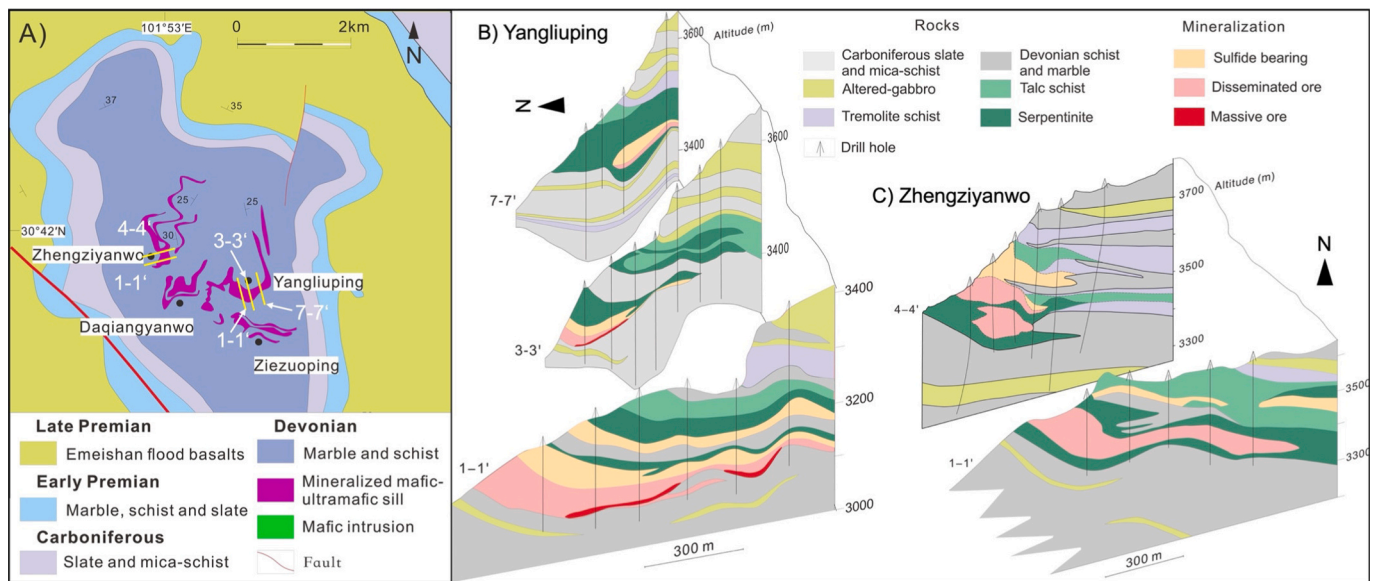 A)
101°53′E
0 2km
N
37
35
25
25
30
30°42′N
4-4'
3-3'
Zhengziyanwo
Yangliuping
1-1'
7-7'
Daqiangyanwo
1-1'
Ziezuoping
Late Premian
Emeishan flood basalts
Early Premian
Marble, schist and slate
Carboniferous
Slate and mica-schist
Devonian
Marble and schist
Mineralized mafic-
ultramafic sill
Mafic intrusion
Fault
B) Yangliuping
Altitude (m)
3600
3400
N
7-7'
3600
3400
3-3'
3400
3200
3000
1-1'
300 m
Rocks
Carboniferous slate
and mica-schist
Altered-gabbro
Tremolite schist
Devonian schist
and marble
Talc schist
Serpentinite
Drill hole
Mineralization
Sulfide bearing
Disseminated ore
Massive ore
C) Zhengziyanwo
Altitude (m)
3700
3500
3300
N
4-4'
3500
3300
1-1'
300 m